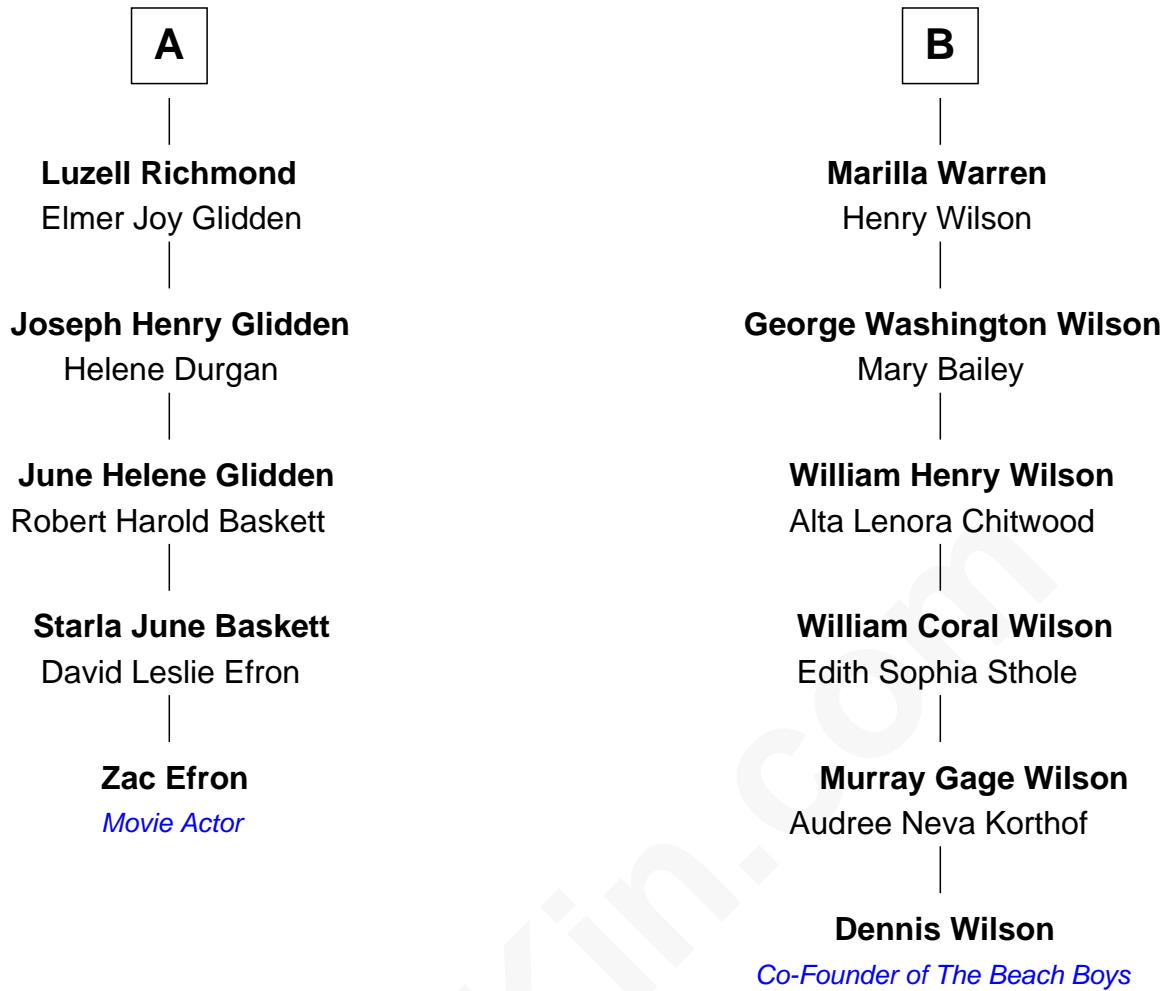 A
Luzell Richmond
Elmer Joy Glidden
Joseph Henry Glidden
Helene Durgan
June Helene Glidden
Robert Harold Baskett
Starla June Baskett
David Leslie Efron
Zac Efron
Movie Actor
B
Marilla Warren
Henry Wilson
George Washington Wilson
Mary Bailey
William Henry Wilson
Alta Lenora Chitwood
William Coral Wilson
Edith Sophia Sthole
Murray Gage Wilson
Audree Neva Korthof
Dennis Wilson
Co-Founder of The Beach Boys
Kin.com